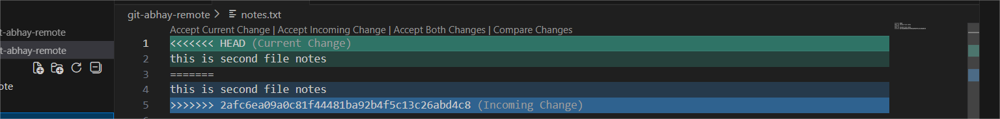 git-abhay-remote > notes.txt
t-abhay-remote
t-abhay-remote
ote
Accept Current Change | Accept Incoming Change | Accept Both Changes | Compare Changes
1 <<<<<<< HEAD (Current Change)
2 this is second file notes
3 =======
4 this is second file notes
5 >>>>>>> 2afc6ea09a0c81f44481ba92b4f5c13c26abd4c8 (Incoming Change)